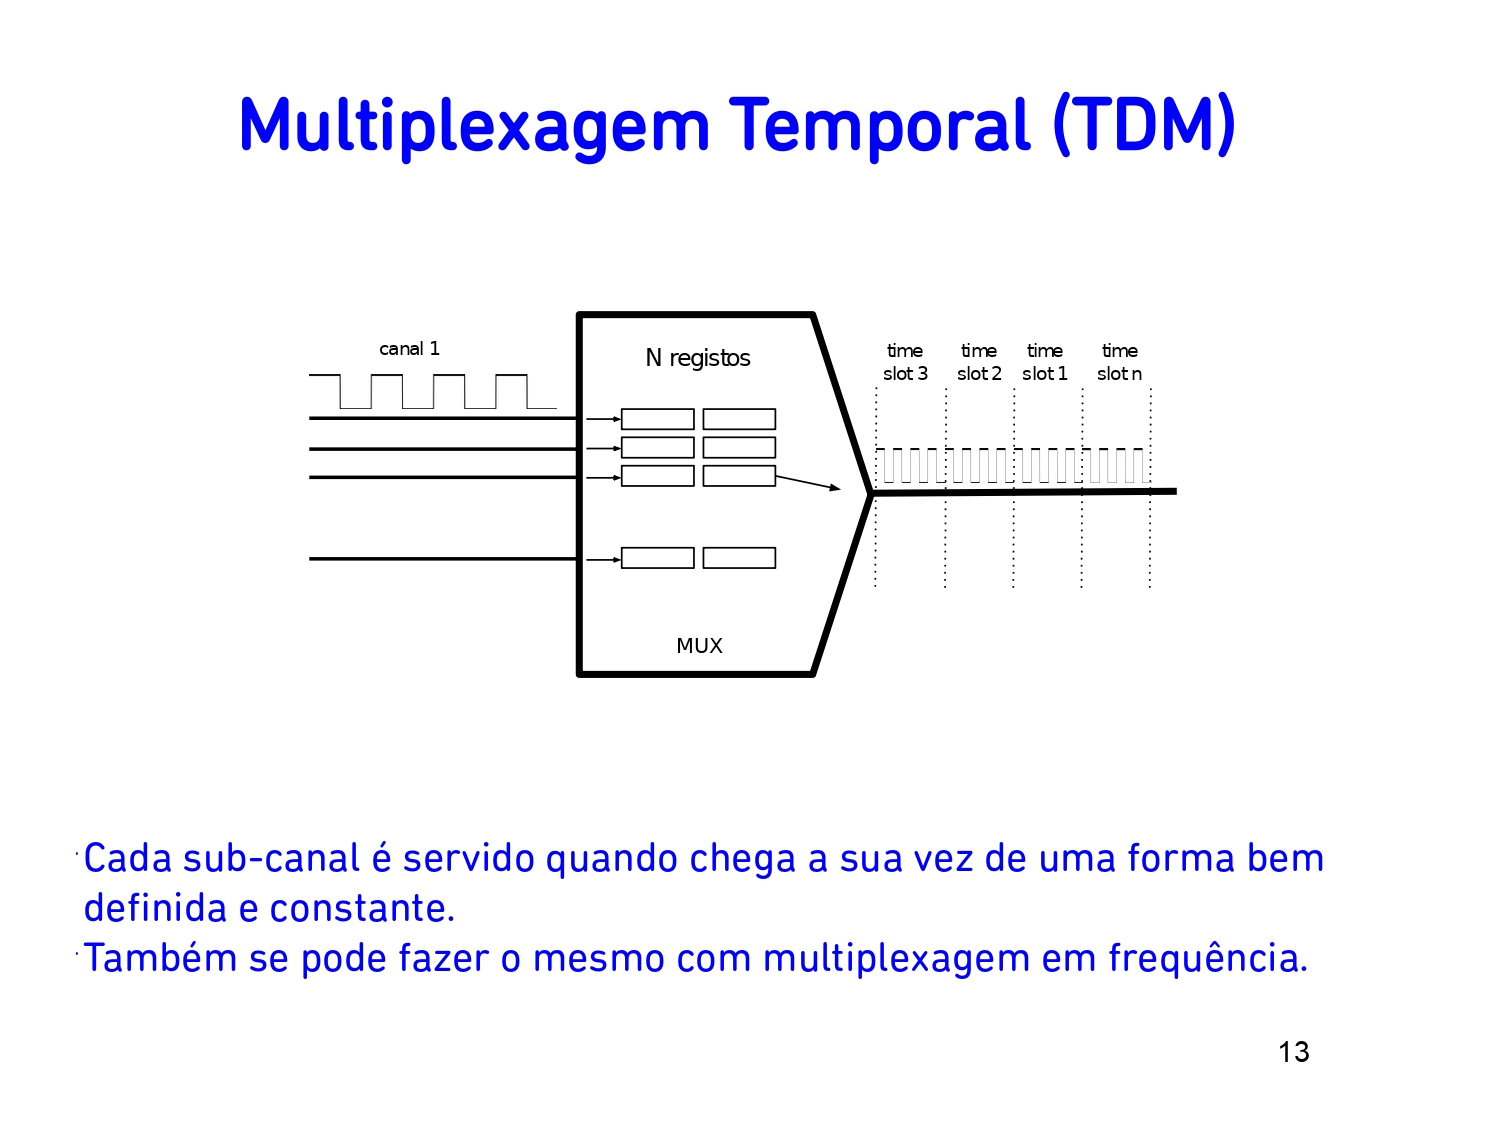 Multiplexagem Temporal (TDM)
canal 1
N registos
MUX
time
slot 3
time
slot 2
time
slot 1
time
slot n
Cada sub-canal é servido quando chega a sua vez de uma forma bem
definida e constante.
Também se pode fazer o mesmo com multiplexagem em frequência.
13